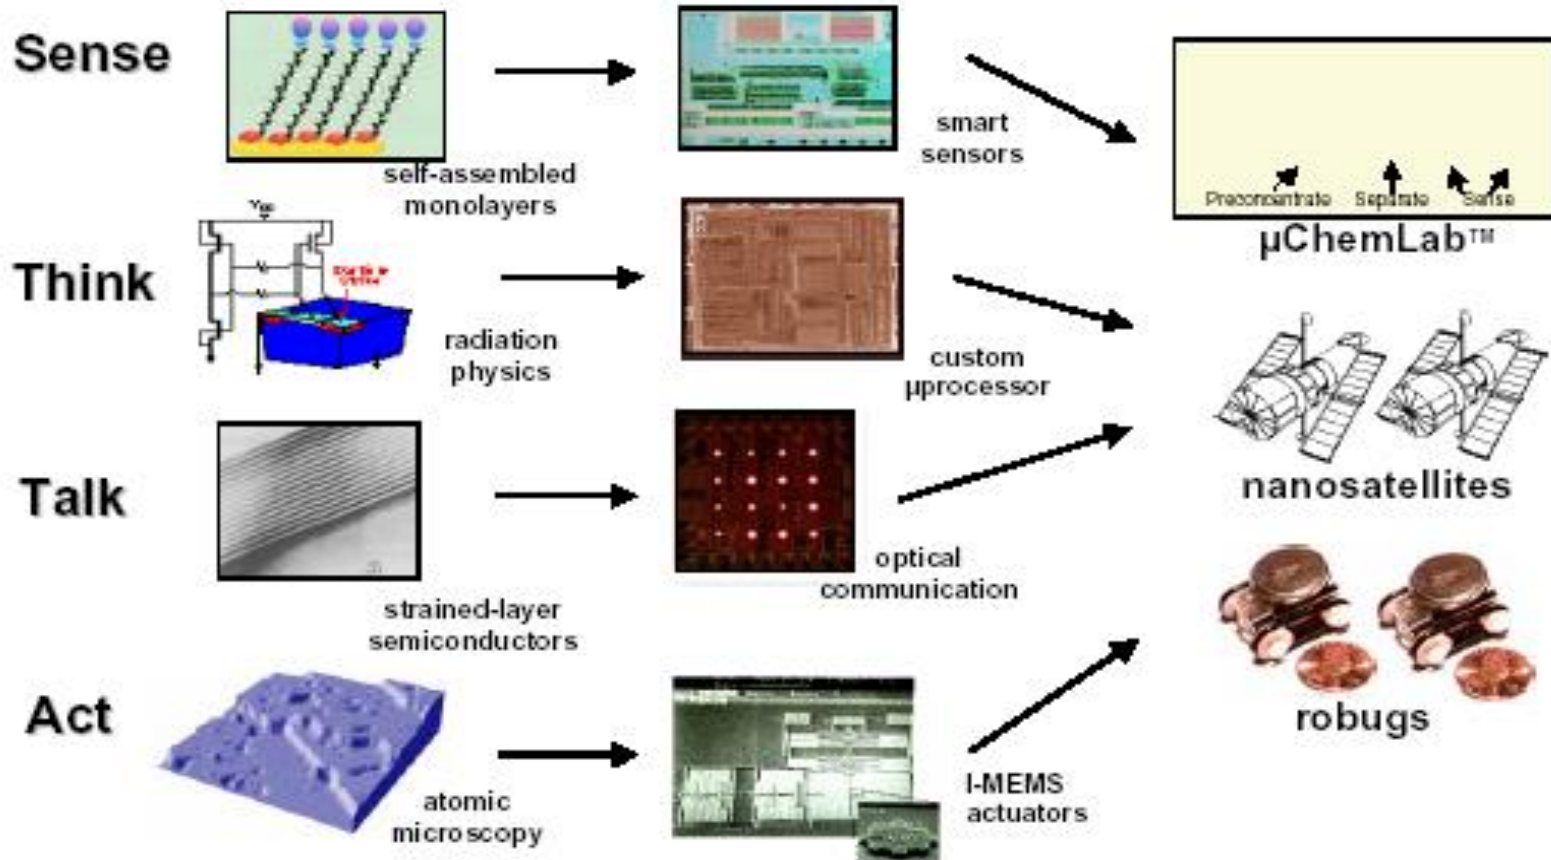 Sense
self-assembled
monolayers
smart
sensors
Preconcentrate Separate Sense
µChemLab™
Think
radiation
physics
custom
µprocessor
nanosatellites
Talk
strained-layer
semiconductors
optical
communication
robugs
Act
atomic
microscopy
I-MEMS
actuators